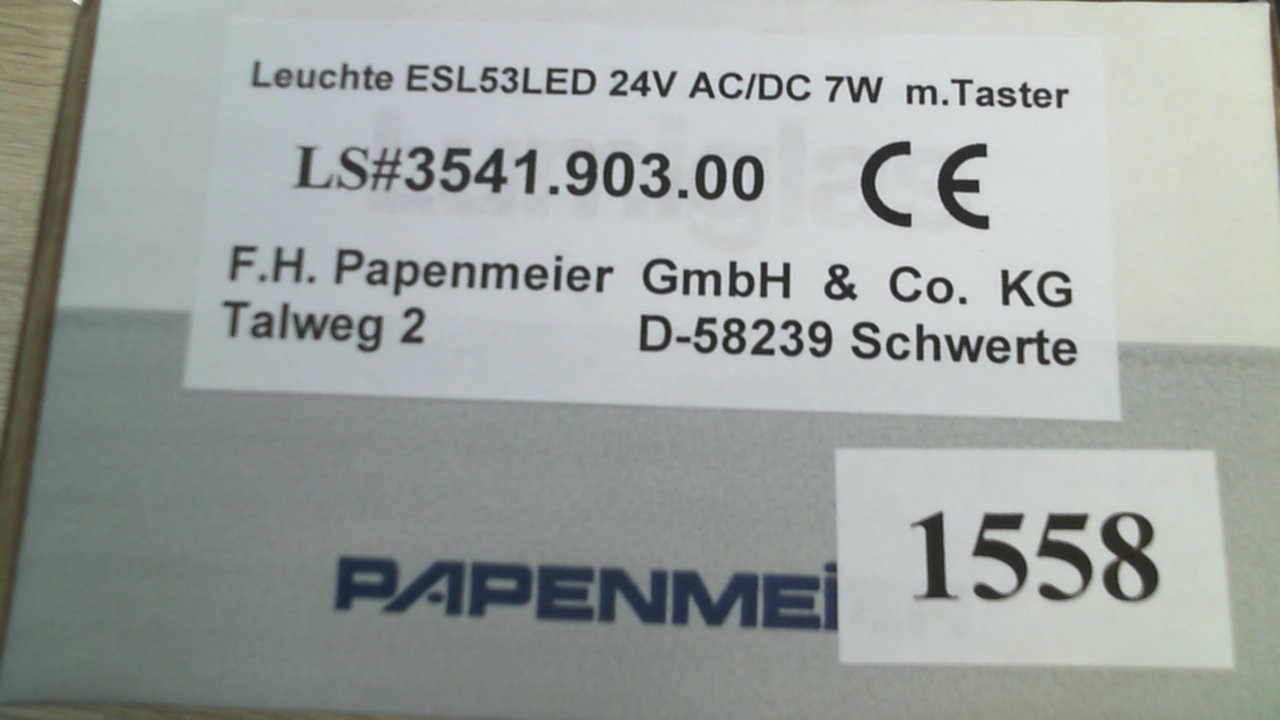 Leuchte ESL53LED 24V AC/DC 7W m.Taster
LS#3541.903.00 CE
F.H. Papenmeier GmbH & Co. KG
Talweg 2 D-58239 Schwerte
1558
PAPENMEi